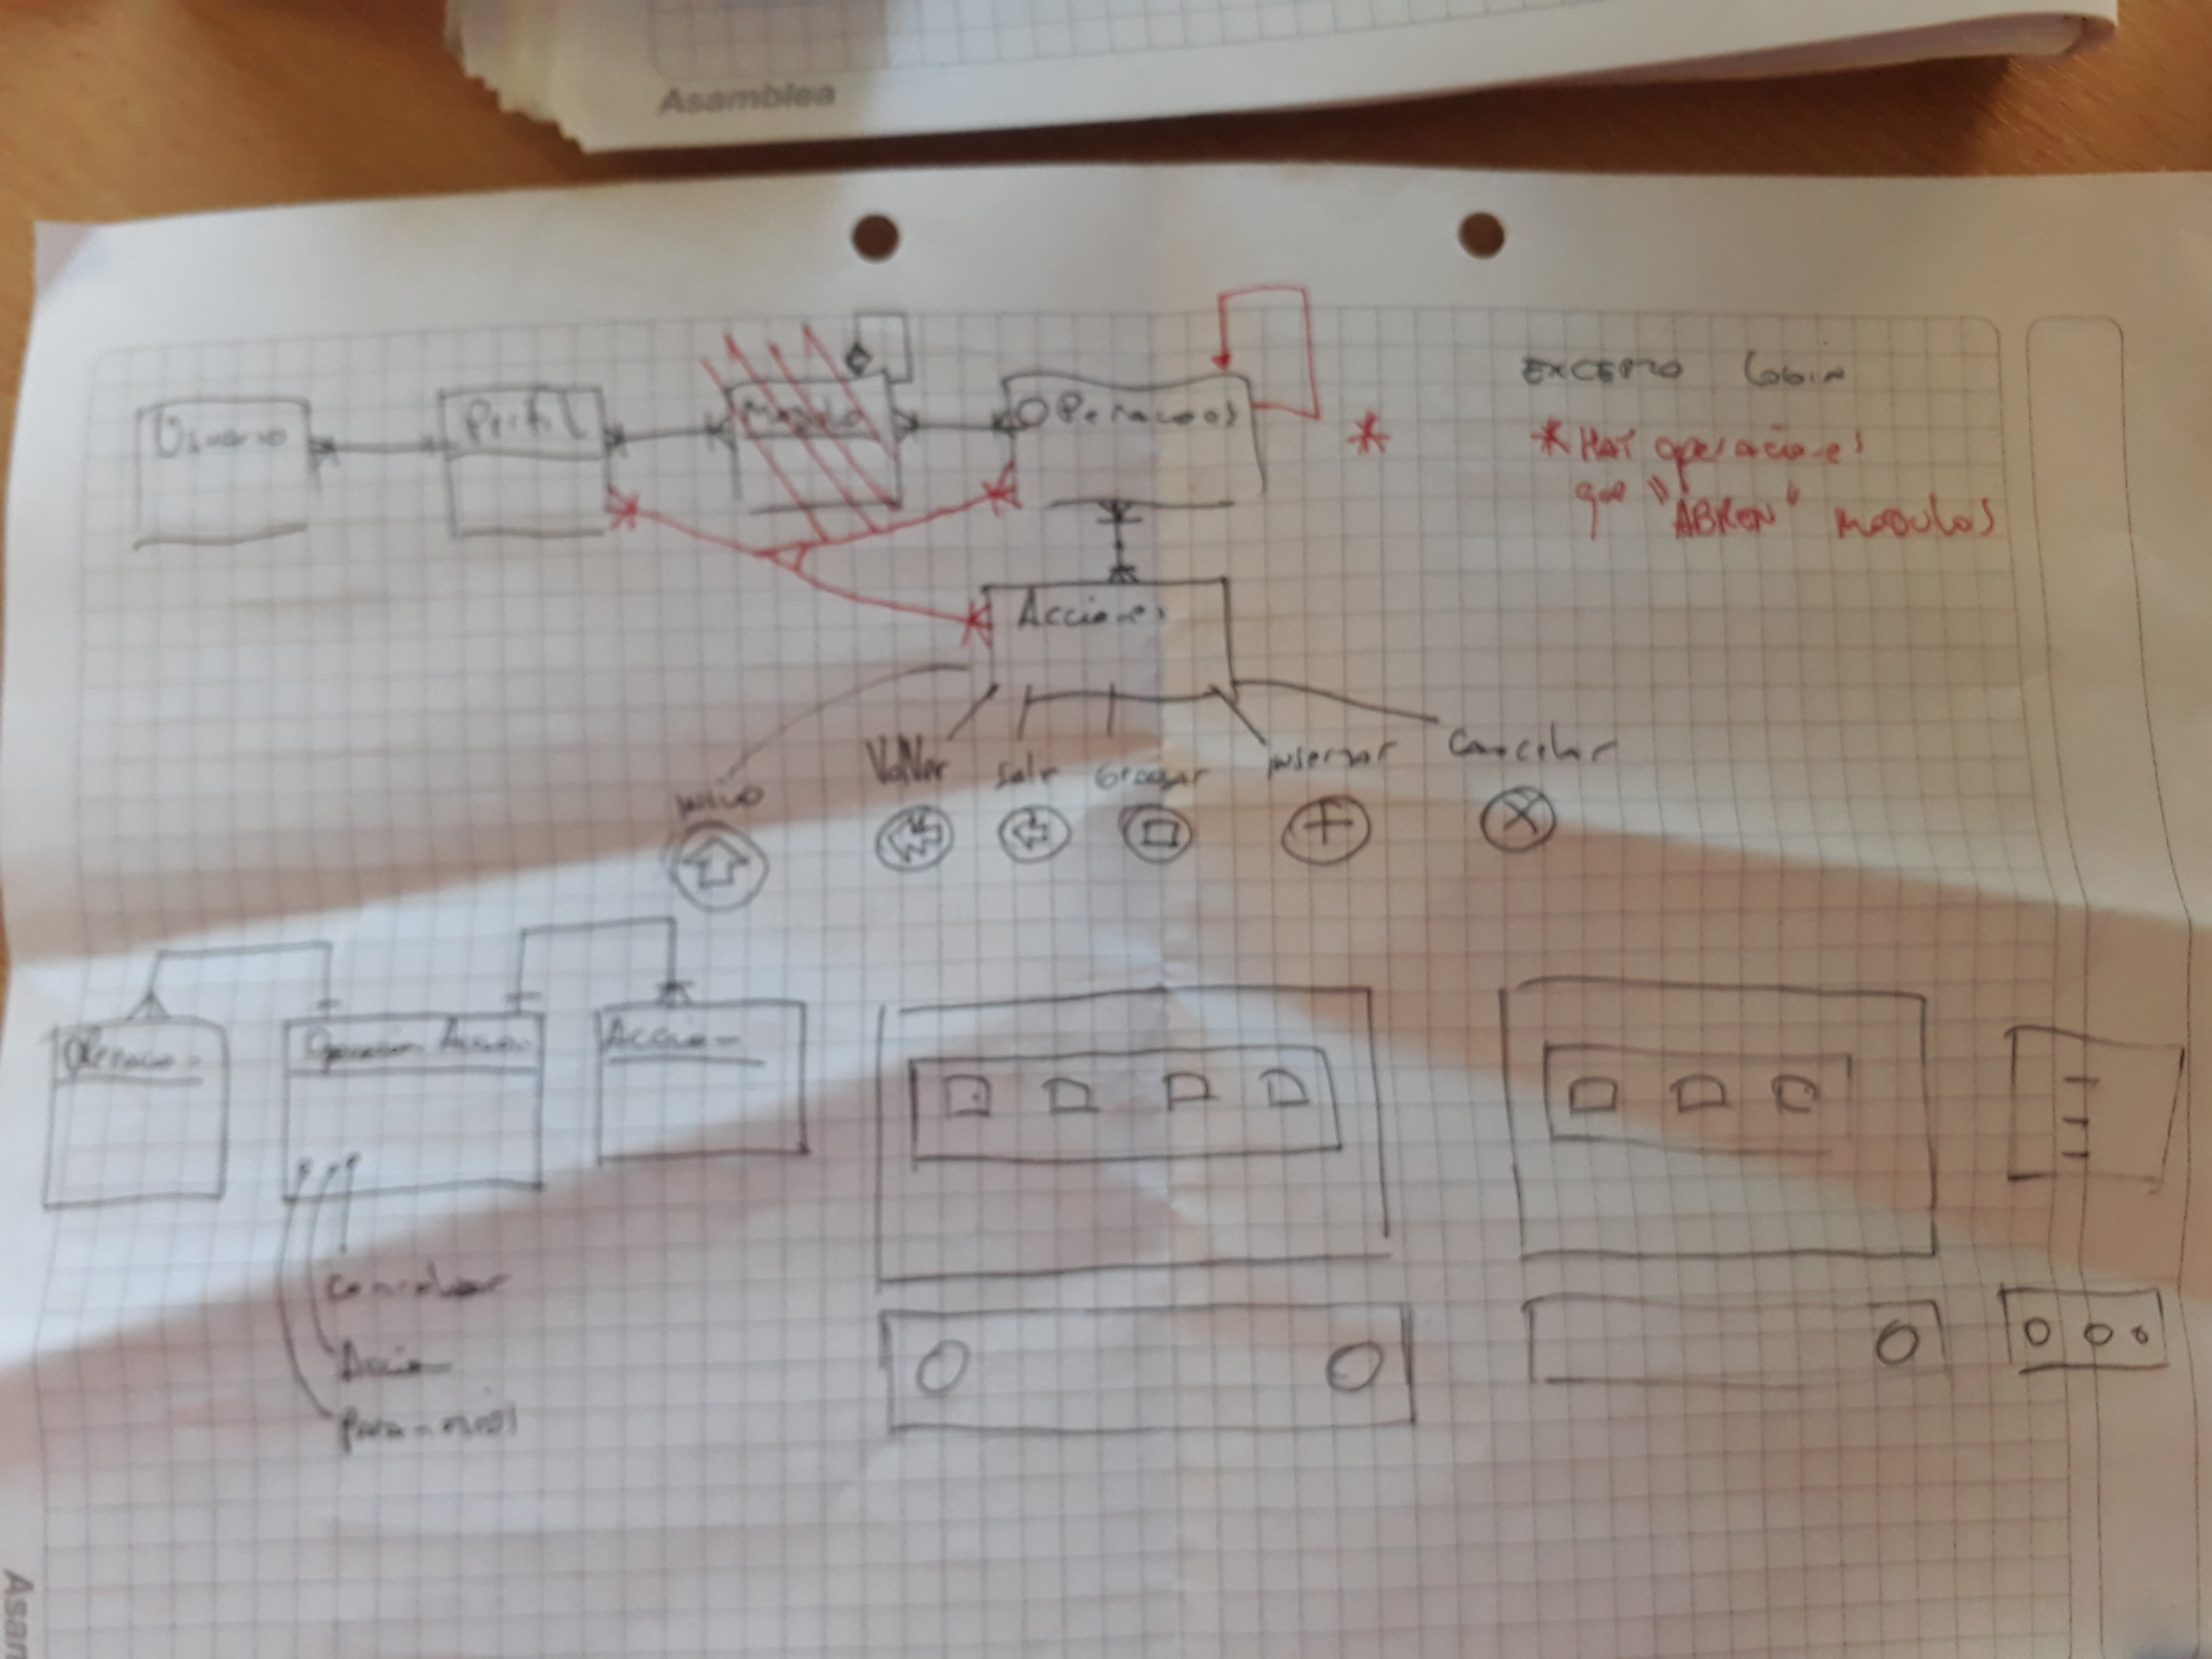 Asamblea
Usuario
Perfil
Modulo
Operaciones
EXCEPTO Login
* HAY operaciones
que "ABREN" modulos
*
Acciones
Volver
Salir
Grabar
insertar
Cancelar
inicio
Operacion
Operacion Accion
Accion
Controlador
Accion
parametros
Asam